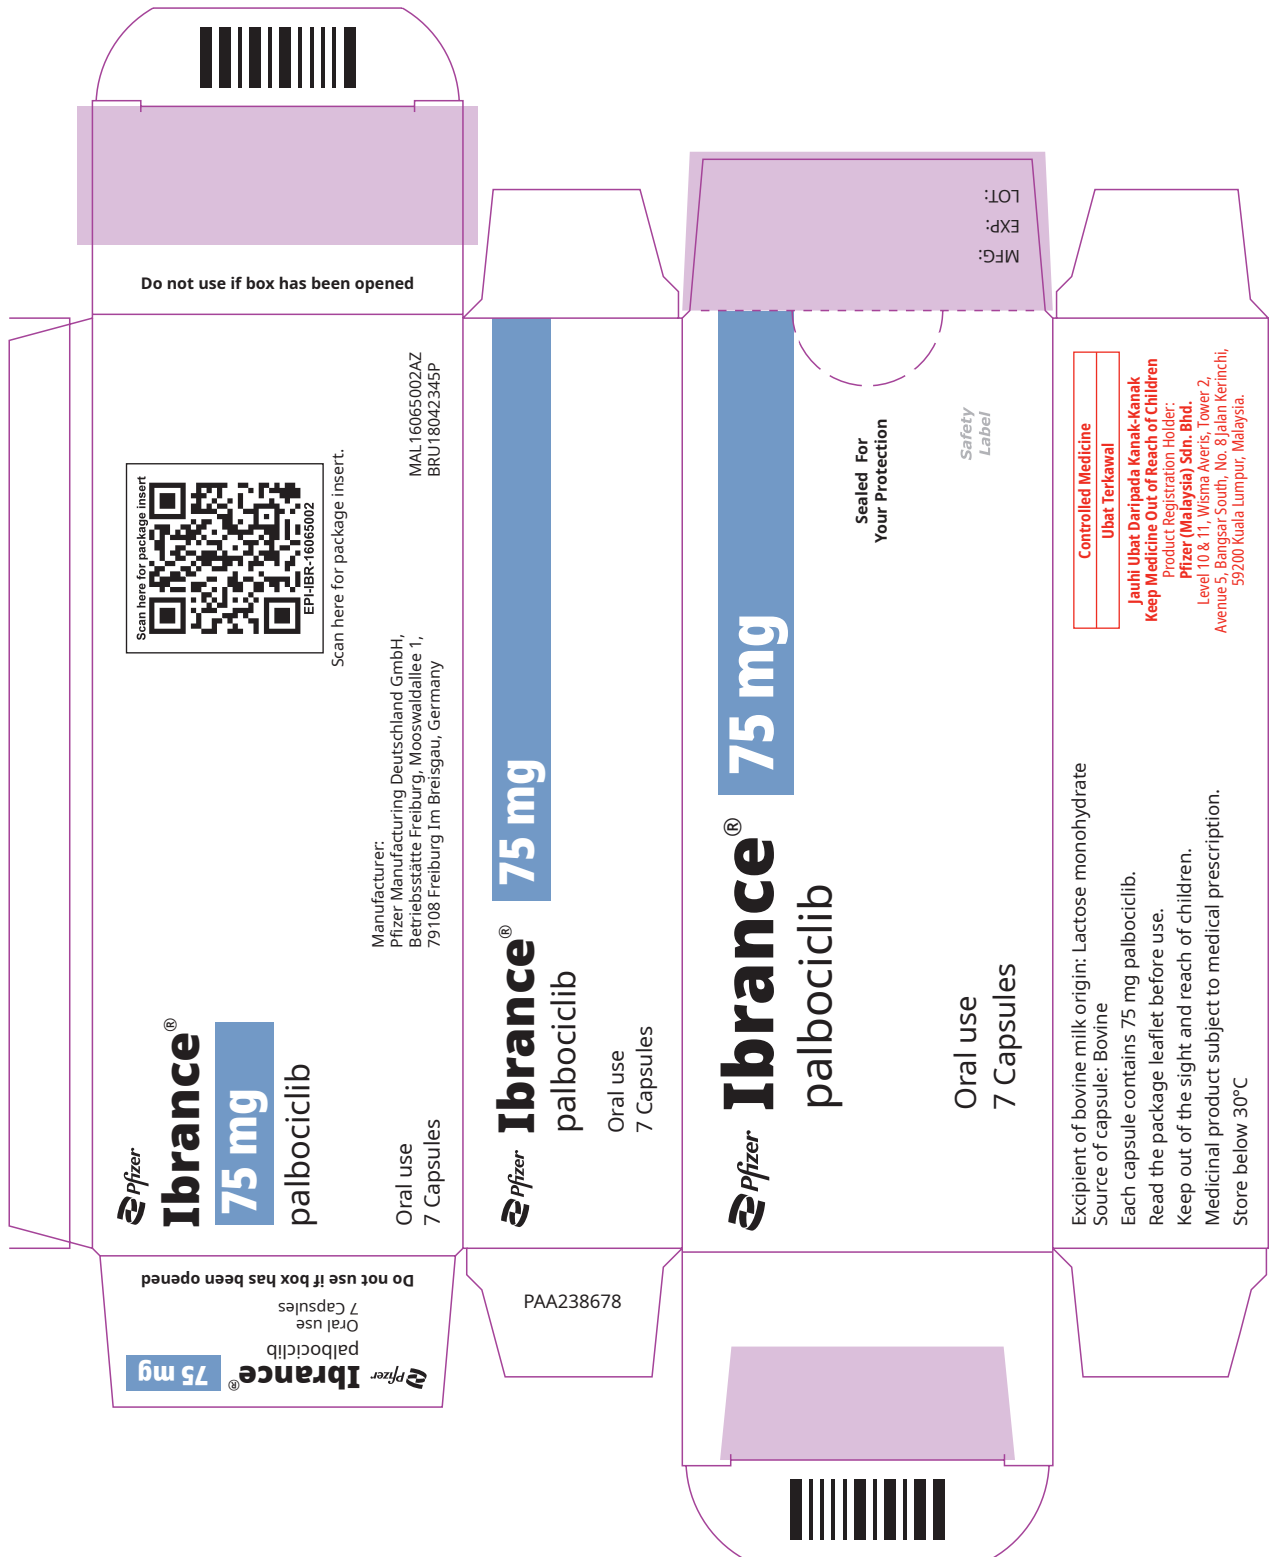 Do not use if box has been opened
MAL16065002AZ
BRU18042345P
Scan here for package insert
EPI-IBR-16065002
Scan here for package insert.
Manufacturer:
Pfizer Manufacturing Deutschland GmbH,
Betriebsstätte Freiburg, Mooswaldallee 1,
79108 Freiburg Im Breisgau, Germany
Pfizer
Ibrance®
75 mg
palbociclib
Oral use
7 Capsules
Do not use if box has been opened
7 Capsules
Oral use
palbociclib
Pfizer Ibrance® 75 mg
Pfizer Ibrance® 75 mg
palbociclib
Oral use
7 Capsules
PAA238678
LOT:
EXP:
MFG:
Pfizer Ibrance® 75 mg
palbociclib
Sealed For
Your Protection
Safety
Label
Oral use
7 Capsules
Controlled Medicine
Ubat Terkawal
Jauhi Ubat Daripada Kanak-Kanak
Keep Medicine Out of Reach of Children
Product Registration Holder:
Pfizer (Malaysia) Sdn. Bhd.
Level 10 & 11, Wisma Averis, Tower 2,
Avenue 5, Bangsar South, No. 8 Jalan Kerinchi,
59200 Kuala Lumpur, Malaysia.
Excipient of bovine milk origin: Lactose monohydrate
Source of capsule: Bovine
Each capsule contains 75 mg palbociclib.
Read the package leaflet before use.
Keep out of the sight and reach of children.
Medicinal product subject to medical prescription.
Store below 30°C